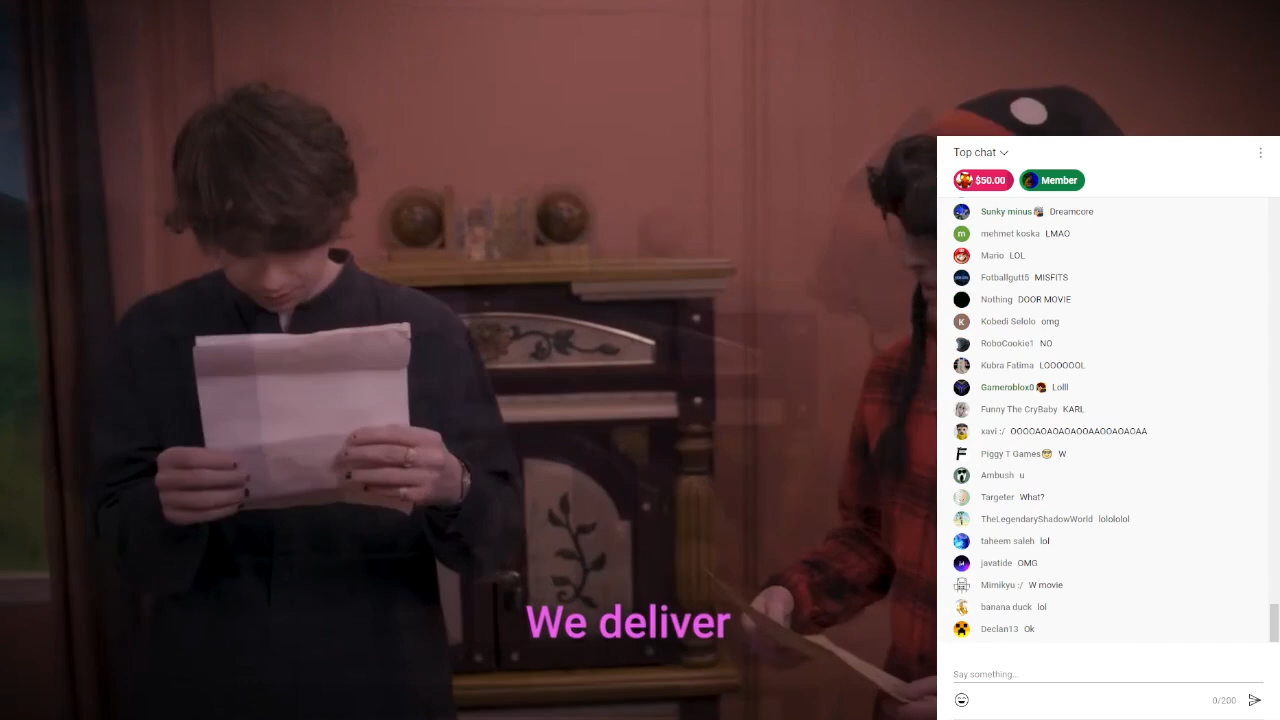 We deliver
Top chat
$50.00 Member
Sunky minus Dreamcore
m mehmet koska LMAO
Mario LOL
Fotballgutt5 MISFITS
Nothing DOOR MOVIE
K Kobedi Selolo omg
RoboCookie1 NO
Kubra Fatima LOOOOOOL
Gameroblox0 Lolll
Funny The CryBaby KARL
xavi :/ OOOOAOAOAOAOOAAOOAOAOAA
F Piggy T Games W
Ambush u
Targeter What?
TheLegendaryShadowWorld lolololol
taheem saleh lol
javatide OMG
Mimikyu :/ W movie
banana duck lol
Declan13 Ok
Say something...
0/200